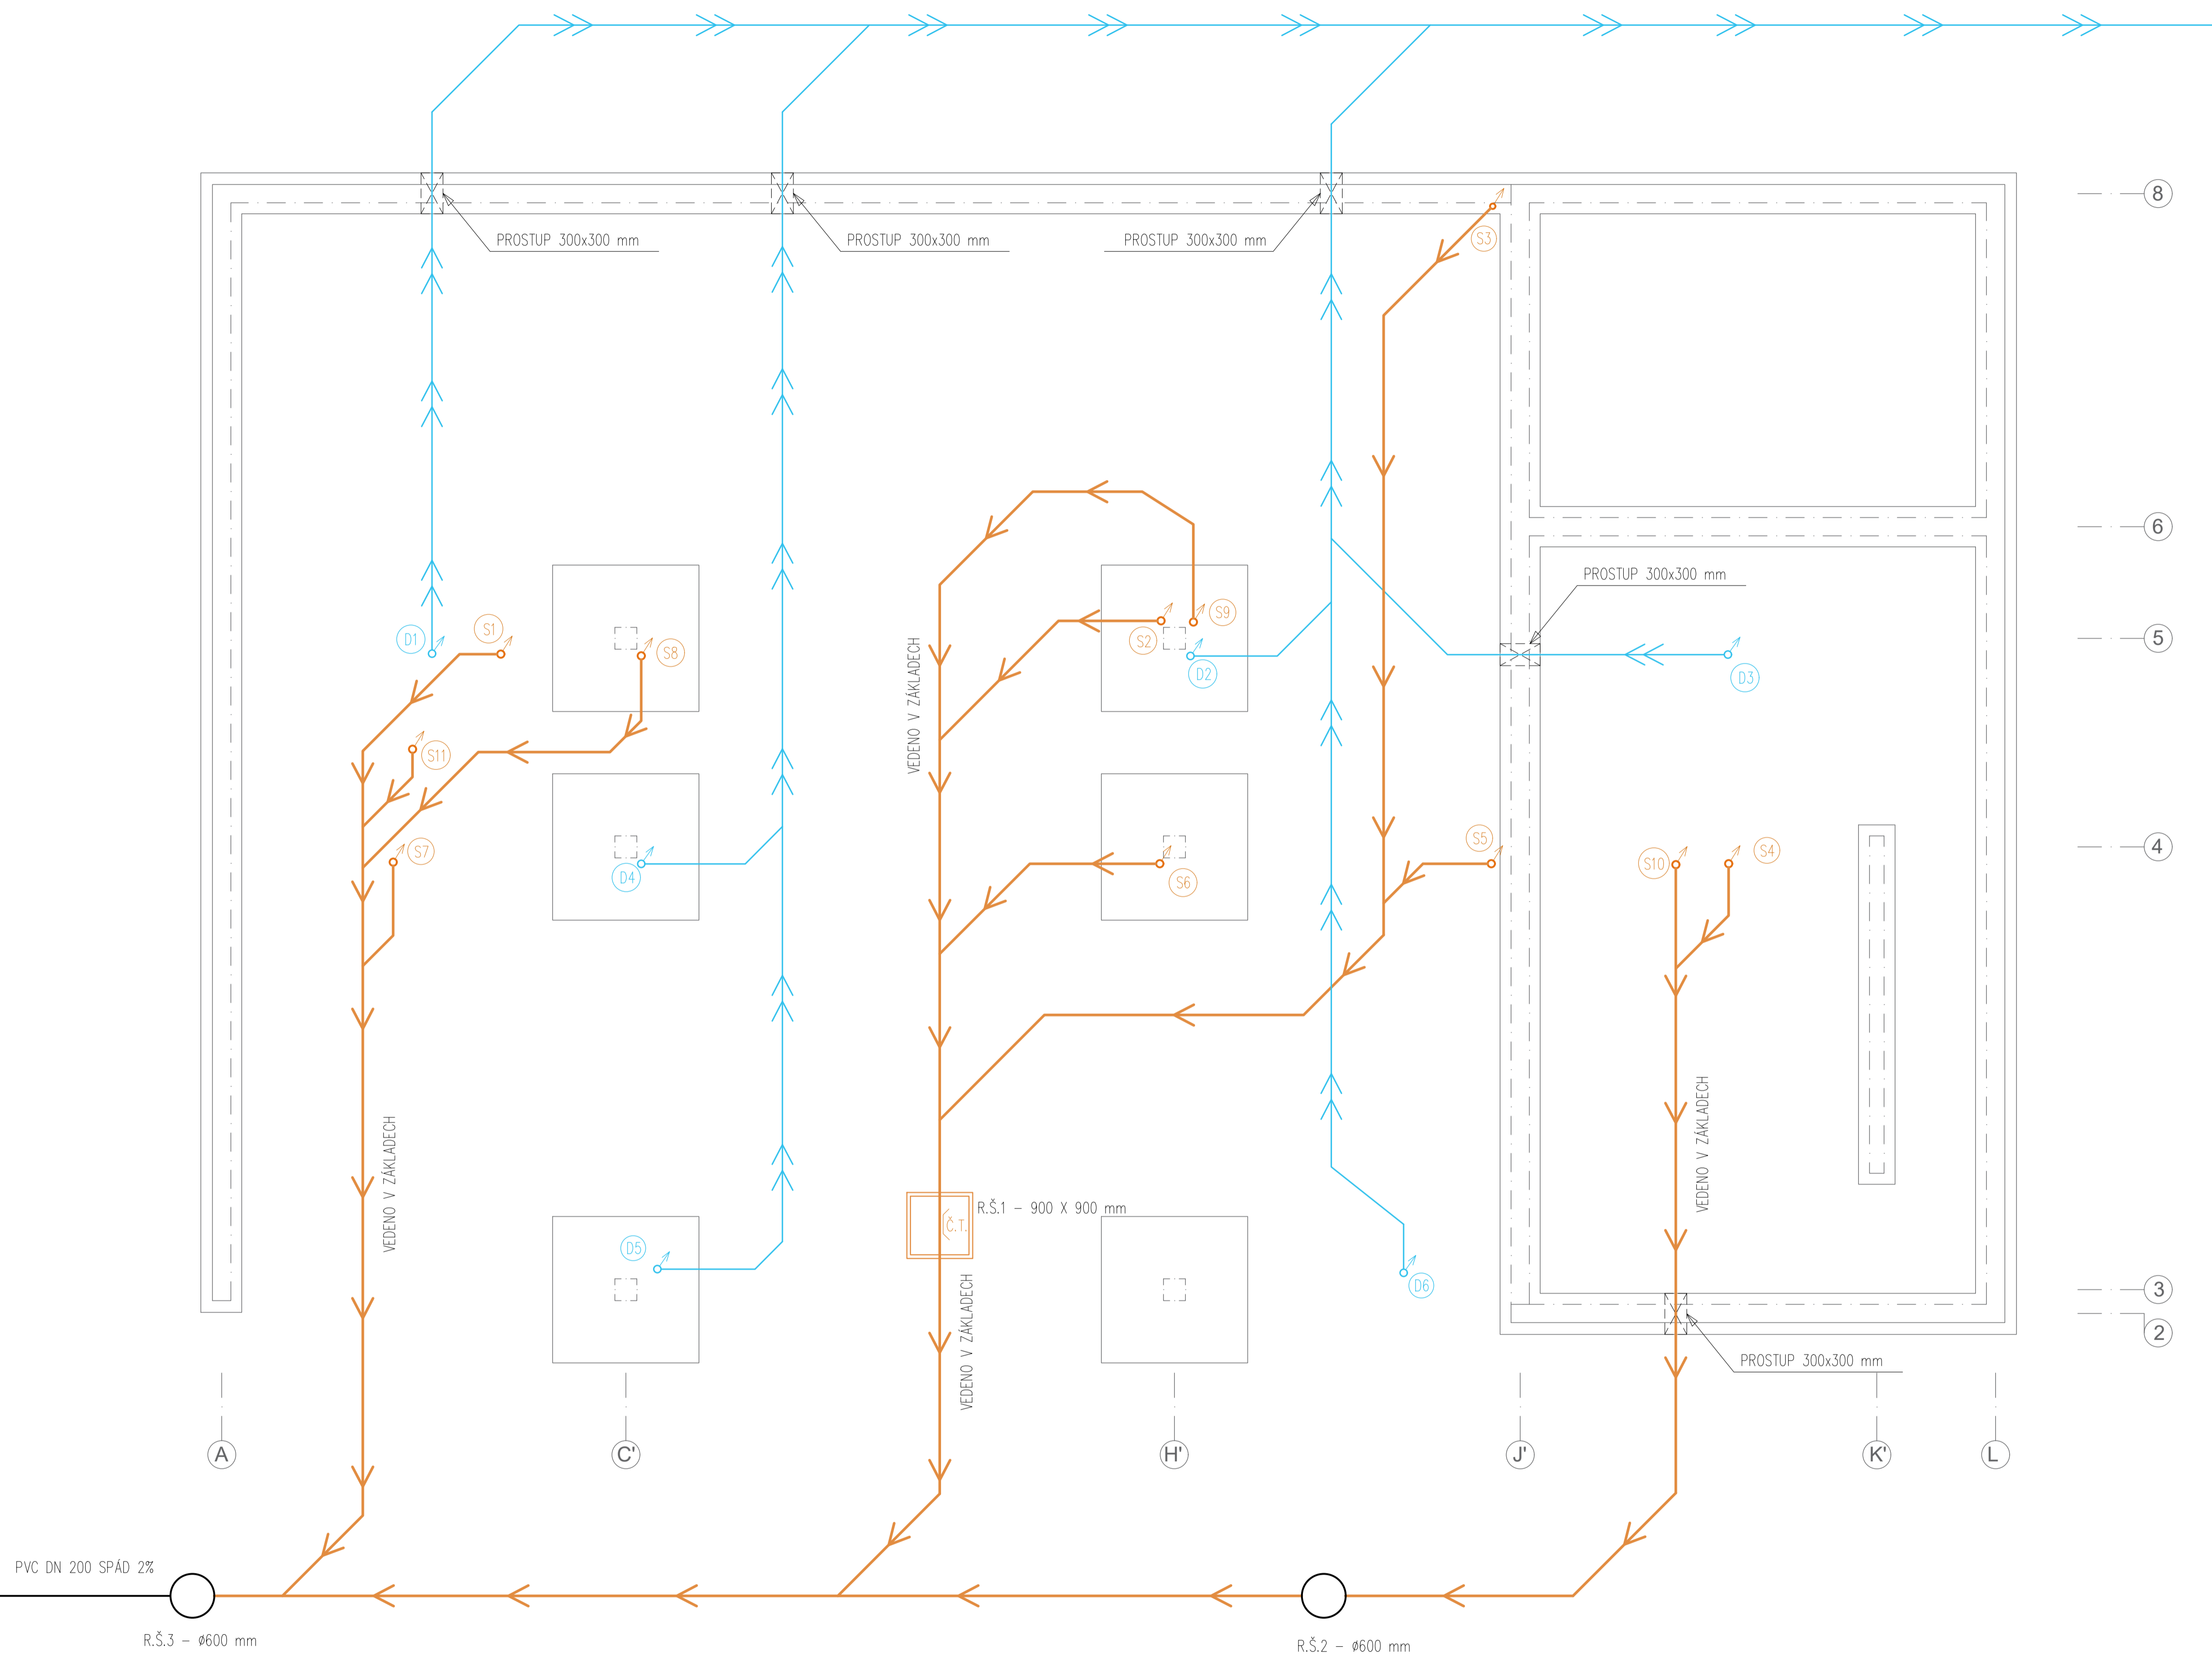 8
PROSTUP 300x300 mm
PROSTUP 300x300 mm
PROSTUP 300x300 mm
S3
6
PROSTUP 300x300 mm
D1
S1
S8
VEDENO V ZÁKLADECH
S2
S9
D2
D3
5
S11
S7
D4
S6
S5
S10
S4
4
VEDENO V ZÁKLADECH
VEDENO V ZÁKLADECH
R.Š.1 - 900 X 900 mm
Č.T.
D5
D6
3
2
VEDENO V ZÁKLADECH
PROSTUP 300x300 mm
A
C'
H'
J'
K'
L
PVC DN 200 SPÁD 2%
R.Š.3 - ø600 mm
R.Š.2 - ø600 mm